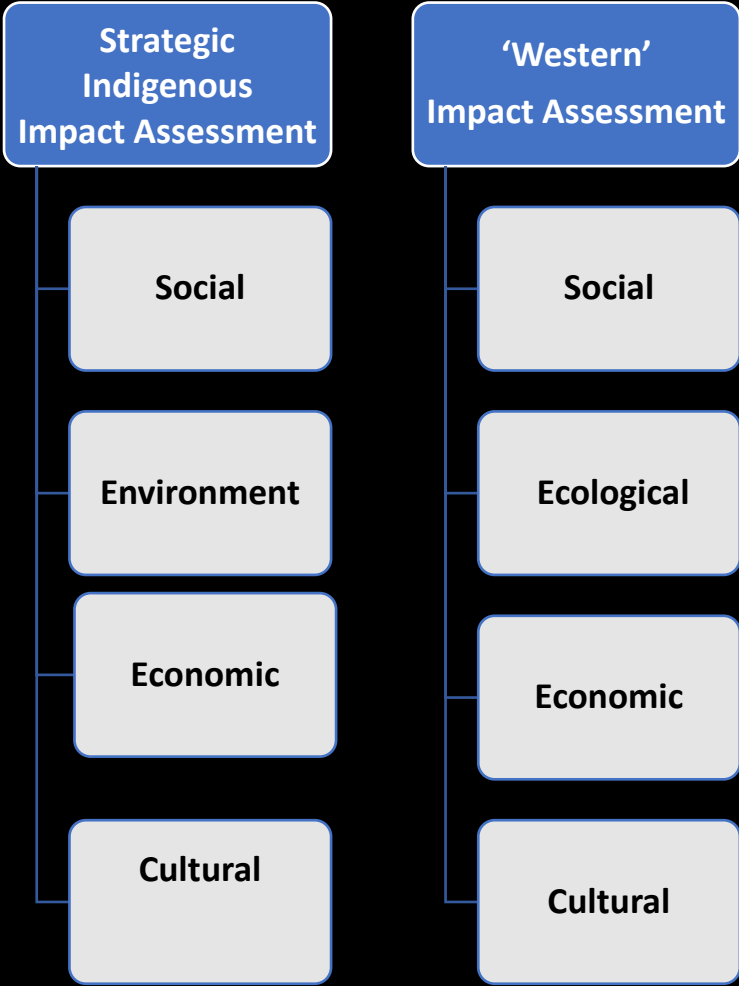 Strategic
Indigenous
Impact Assessment
Social
Environment
Economic
Cultural
‘Western’
Impact Assessment
Social
Ecological
Economic
Cultural